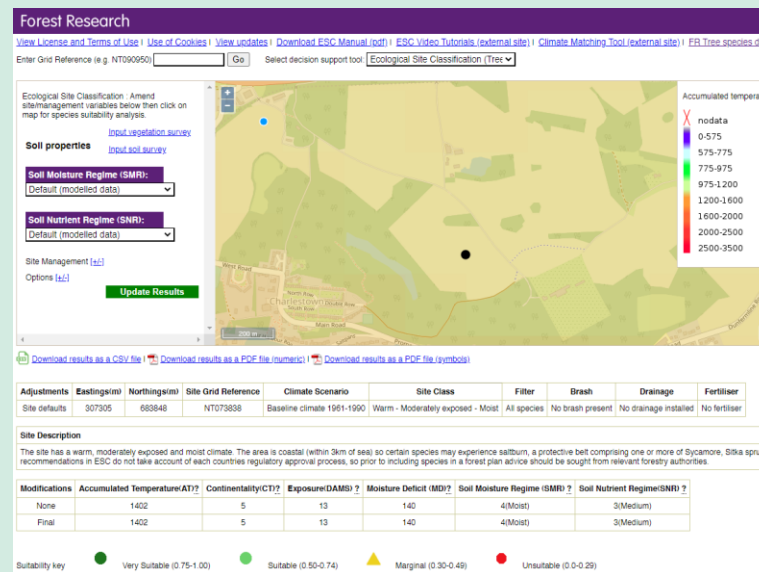 Forest Research
View License and Terms of Use | Use of Cookies | View updates | Download ESC Manual (pdf) | ESC Video Tutorials (external site) | Climate Matching Tool (external site) | FR Tree species d
Enter Grid Reference (e.g. NT090950) Go Select decision support tool: Ecological Site Classification (Tree
Ecological Site Classification : Amend
site/management variables below then click on
map for species suitability analysis.
Input vegetation survey
Soil properties
Input soil survey
Soil Moisture Regime (SMR):
Default (modelled data)
Soil Nutrient Regime (SNR):
Default (modelled data)
Site Management [+/-]
Options [+/-]
Update Results
+
−
West Road
North Row
Charlestown
Double Row
South Row
Main Road
Dunfermline Road
200 m
Accumulated tempera
nodata
0-575
575-775
775-975
975-1200
1200-1600
1600-2000
2000-2500
2500-3500
Download results as a CSV file | Download results as a PDF file (numeric) | Download results as a PDF file (symbols)
Adjustments Eastings(m) Northings(m) Site Grid Reference Climate Scenario Site Class Filter Brash Drainage Fertiliser
Site defaults 307305 683848 NT073838 Baseline climate 1961-1990 Warm - Moderately exposed - Moist All species No brash present No drainage installed No fertiliser
Site Description
The site has a warm, moderately exposed and moist climate. The area is coastal (within 3km of sea) so certain species may experience saltburn, a protective belt comprising one or more of Sycamore, Sitka spru
recommendations in ESC do not take account of each countries regulatory approval process, so prior to including species in a forest plan advice should be sought from relevant forestry authorities.
Modifications Accumulated Temperature(AT)? Continentality(CT)? Exposure(DAMS) ? Moisture Deficit (MD)? Soil Moisture Regime (SMR) ? Soil Nutrient Regime(SNR) ?
None 1402 5 13 140 4(Moist) 3(Medium)
Final 1402 5 13 140 4(Moist) 3(Medium)
Suitability key Very Suitable (0.75-1.00) Suitable (0.50-0.74) Marginal (0.30-0.49) Unsuitable (0.0-0.29)